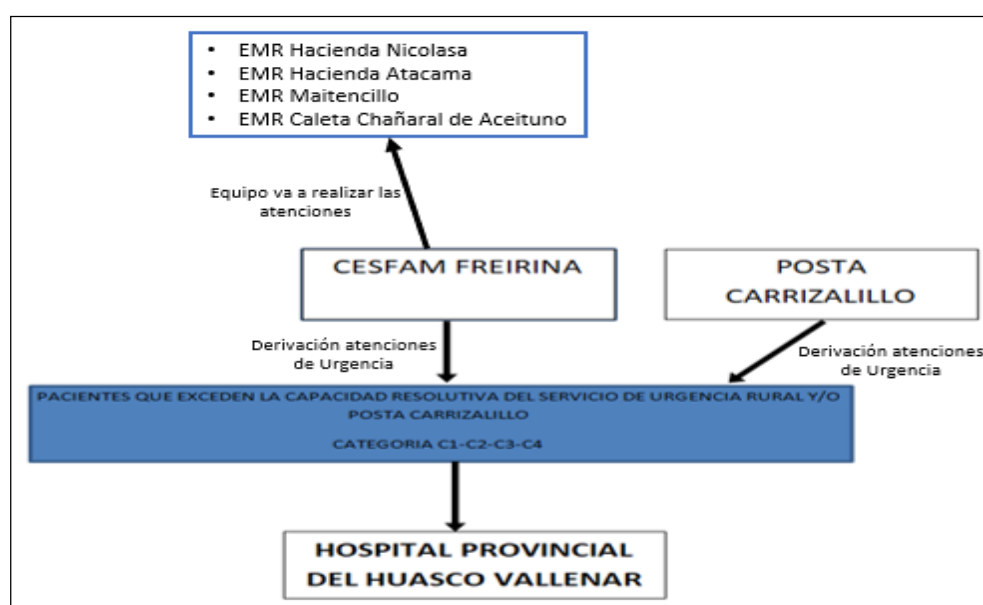 • EMR Hacienda Nicolasa
• EMR Hacienda Atacama
• EMR Maitencillo
• EMR Caleta Chañaral de Aceituno
Equipo va a realizar las
atenciones
CESFAM FREIRINA
POSTA
CARRIZALILLO
Derivación atenciones
de Urgencia
Derivación atenciones
de Urgencia
PACIENTES QUE EXCEDEN LA CAPACIDAD RESOLUTIVA DEL SERVICIO DE URGENCIA RURAL Y/O
POSTA CARRIZALILLO
CATEGORIA C1-C2-C3-C4
HOSPITAL PROVINCIAL
DEL HUASCO VALLENAR